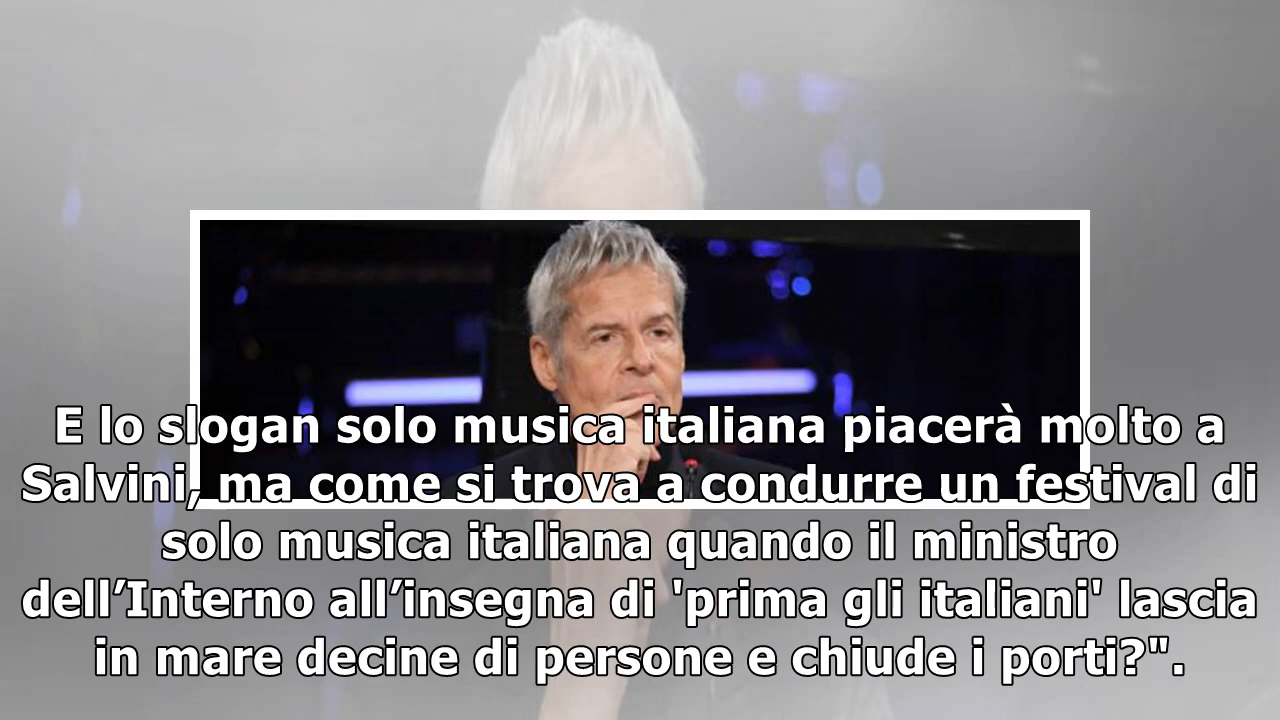 E lo slogan solo musica italiana piacerà molto a
Salvini, ma come si trova a condurre un festival di
solo musica italiana quando il ministro
dell’Interno all’insegna di 'prima gli italiani' lascia
in mare decine di persone e chiude i porti?".